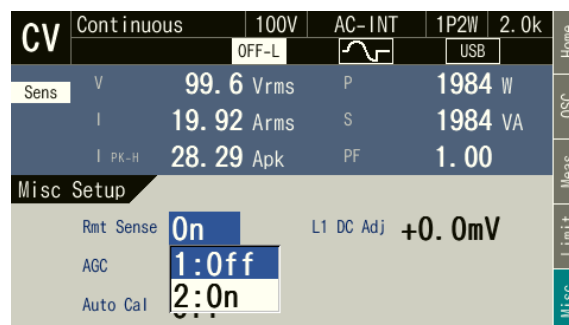 CV Continuous 100V AC-INT 1P2W 2.0k
OFF-L USB
Home
OSC
Meas
Limit
Misc
Sens
V 99.6 Vrms P 1984 W
I 19.92 Arms S 1984 VA
I PK-H 28.29 Apk PF 1.00
Misc Setup
Rmt Sense On L1 DC Adj +0.0mV
AGC 1:Off
2:On
Auto Cal